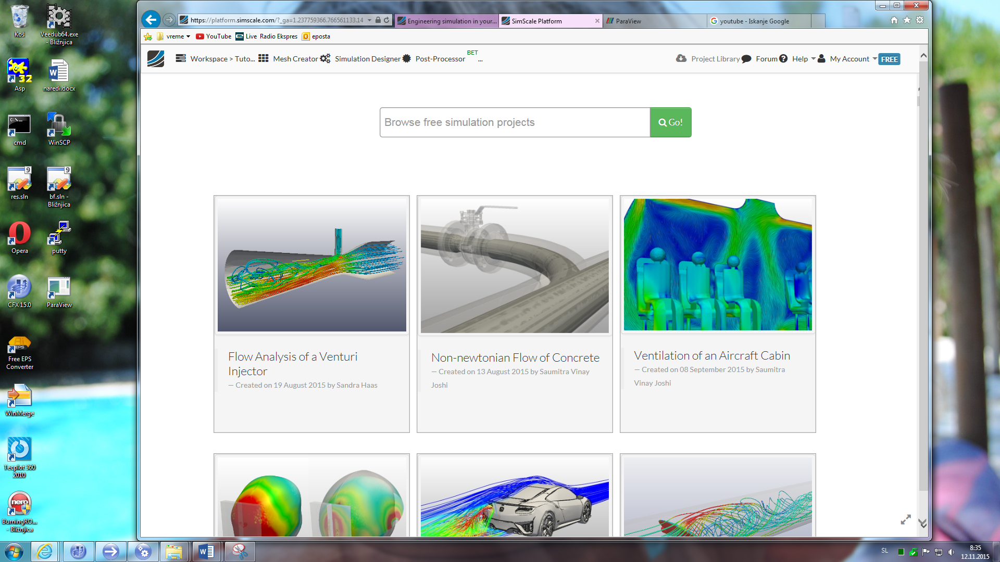 https://platform.simscale.com/?_ga=1.237759366.766561133.14
Engineering simulation in your...
SimScale Platform
ParaView
youtube - Iskanje Google
vreme
YouTube
Live Radio Ekspres
eposta
Workspace > Tuto...
Mesh Creator
Simulation Designer
Post-Processor
BET
...
Project Library
Forum
Help
My Account
FREE
Browse free simulation projects
Go!
Flow Analysis of a Venturi
Injector
— Created on 19 August 2015 by Sandra Haas
Non-newtonian Flow of Concrete
— Created on 13 August 2015 by Saumitra Vinay
Joshi
Ventilation of an Aircraft Cabin
— Created on 08 September 2015 by Saumitra
Vinay Joshi
Koš
Veedub64.exe
- Bližnjica
Asp
32
naredi.docx
cmd
WinSCP
res.sln
9
bf.sln -
Bližnjica
9
Opera
putty
CFX 15.0
ParaView
Free EPS
Converter
WinMerge
Tecplot 360
2010
nero
BurningRO...
- Bližnjica
SL
8:35
12.11.2015